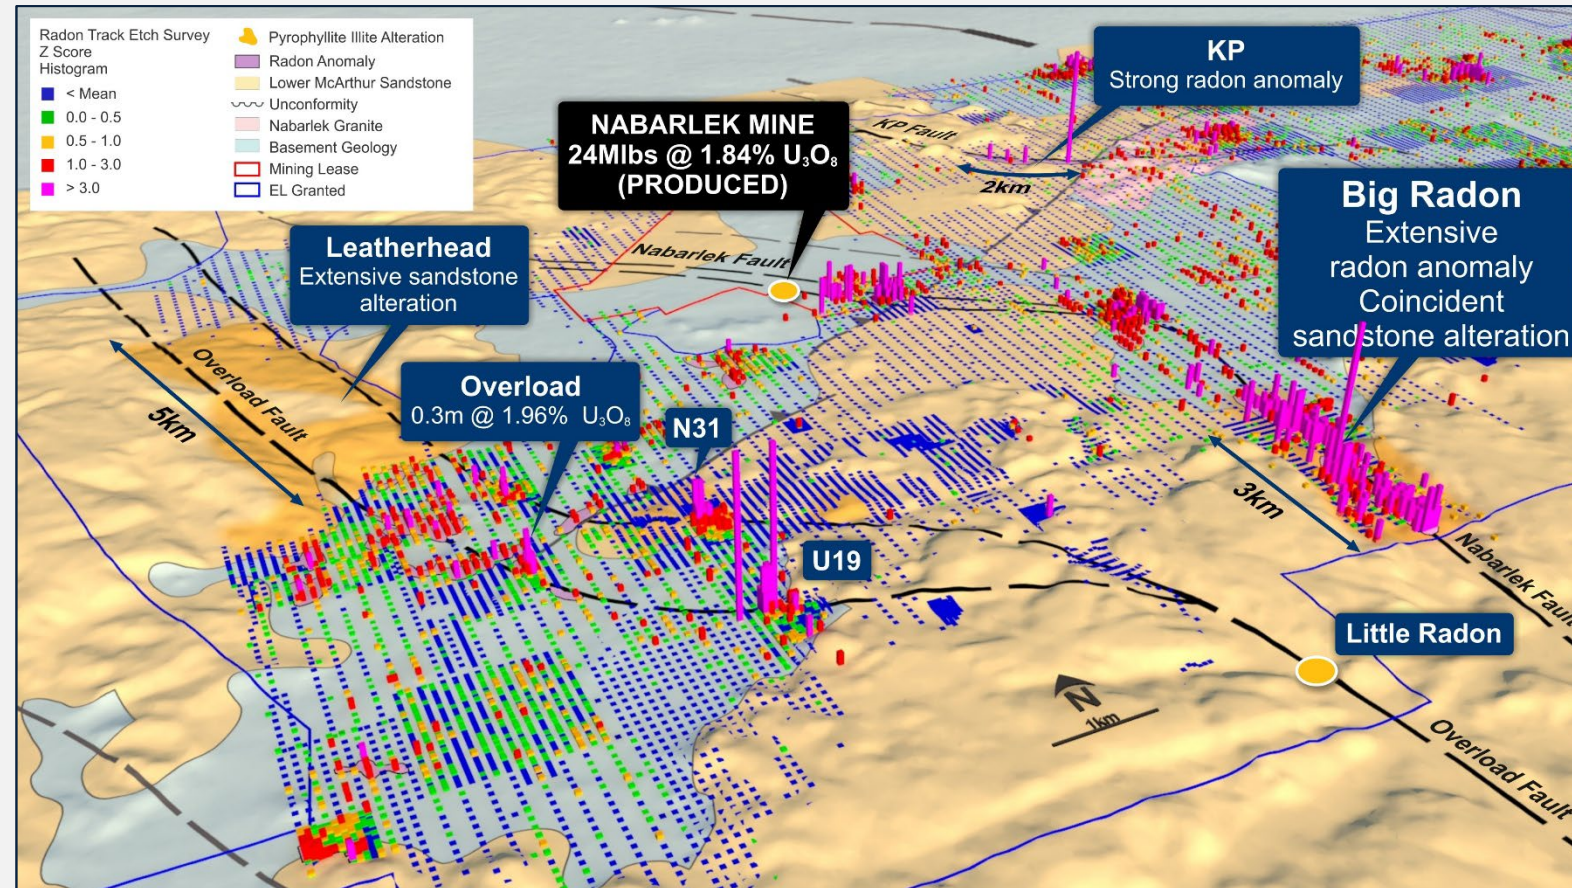 Radon Track Etch Survey
Z Score
Histogram
< Mean
0.0 - 0.5
0.5 - 1.0
1.0 - 3.0
> 3.0
Pyrophyllite Illite Alteration
Radon Anomaly
Lower McArthur Sandstone
Unconformity
Nabarlek Granite
Basement Geology
Mining Lease
EL Granted
KP
Strong radon anomaly
NABARLEK MINE
24Mlbs @ 1.84% U₃O₈
(PRODUCED)
KP Fault
2km
Big Radon
Extensive
radon anomaly
Coincident
sandstone alteration
Leatherhead
Extensive sandstone
alteration
Nabarlek Fault
Overload Fault
5km
Overload
0.3m @ 1.96% U₃O₈
N31
U19
3km
Nabarlek Fault
Little Radon
N
1km
Overload Fault